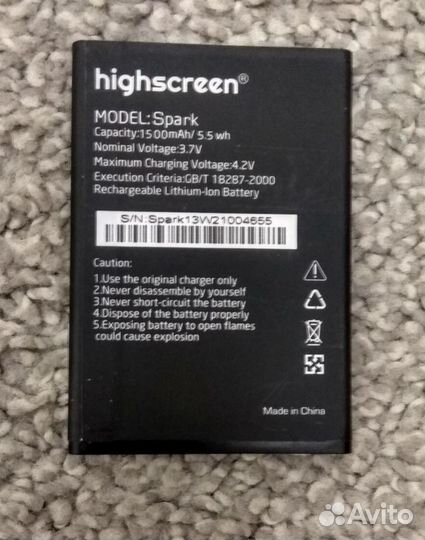 highscreen®
MODEL:Spark
Capacity:1500mAh/ 5.5 wh
Nominal Voltage:3.7V
Maximum Charging Voltage:4.2V
Execution Criteria:GB/T 18287-2000
Rechargeable Lithium-Ion Battery
S/N:Spark13W21004655
Caution:
1.Use the original charger only
2.Never disassemble by yourself
3.Never short-circuit the battery
4.Dispose of the battery properly
5.Exposing battery to open flames
could cause explosion
Made in China
Avito